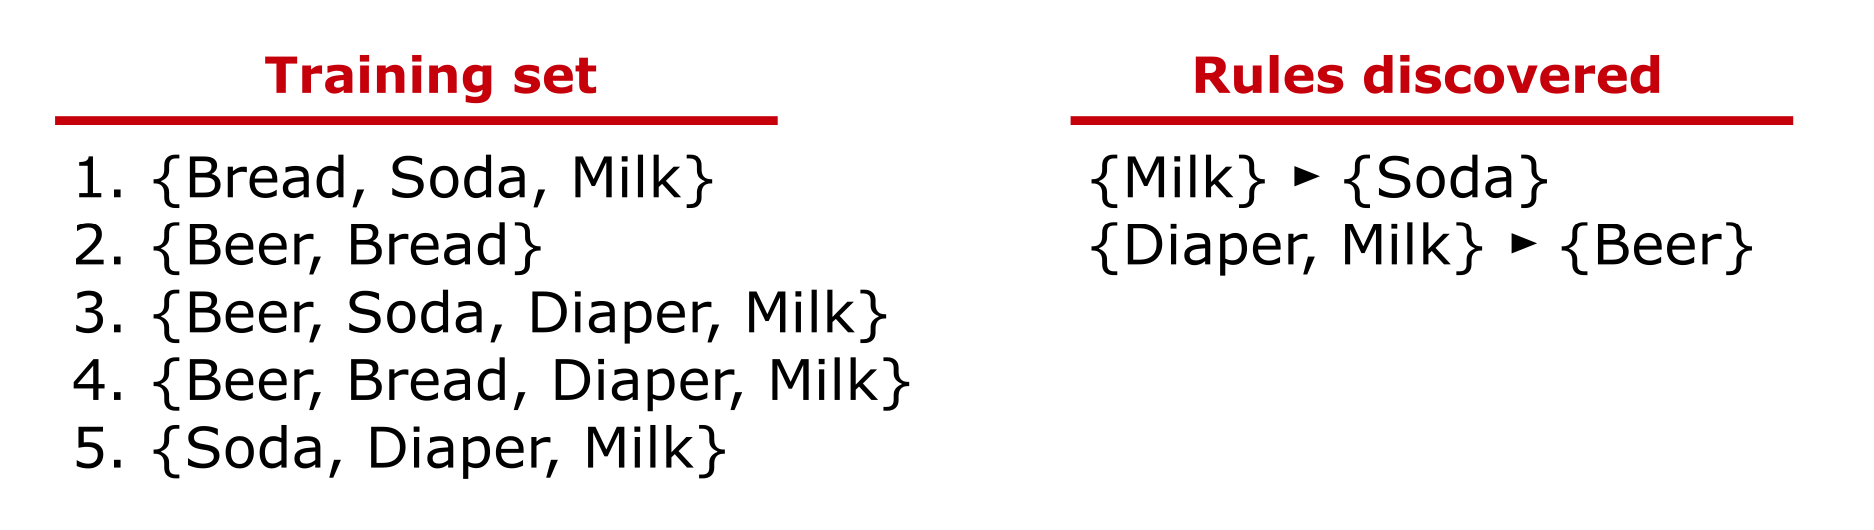 Training set
1. {Bread, Soda, Milk}
2. {Beer, Bread}
3. {Beer, Soda, Diaper, Milk}
4. {Beer, Bread, Diaper, Milk}
5. {Soda, Diaper, Milk}
Rules discovered
{Milk} ► {Soda}
{Diaper, Milk} ► {Beer}